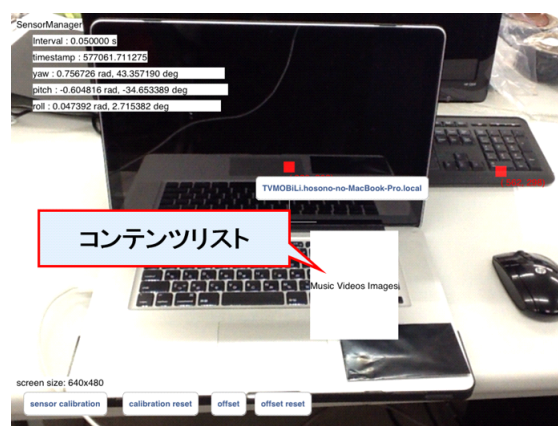 SensorManager
Interval : 0.050000 s
timestamp : 577061.711275
yaw : 0.756726 rad, 43.357190 deg
pitch : -0.604816 rad, -34.653389 deg
roll : 0.047392 rad, 2.715382 deg
TVMOBiLi.hosono-no-MacBook-Pro.local
コンテンツリスト
Music Videos Images
screen size: 640x480
sensor calibration
calibration reset
offset
offset reset